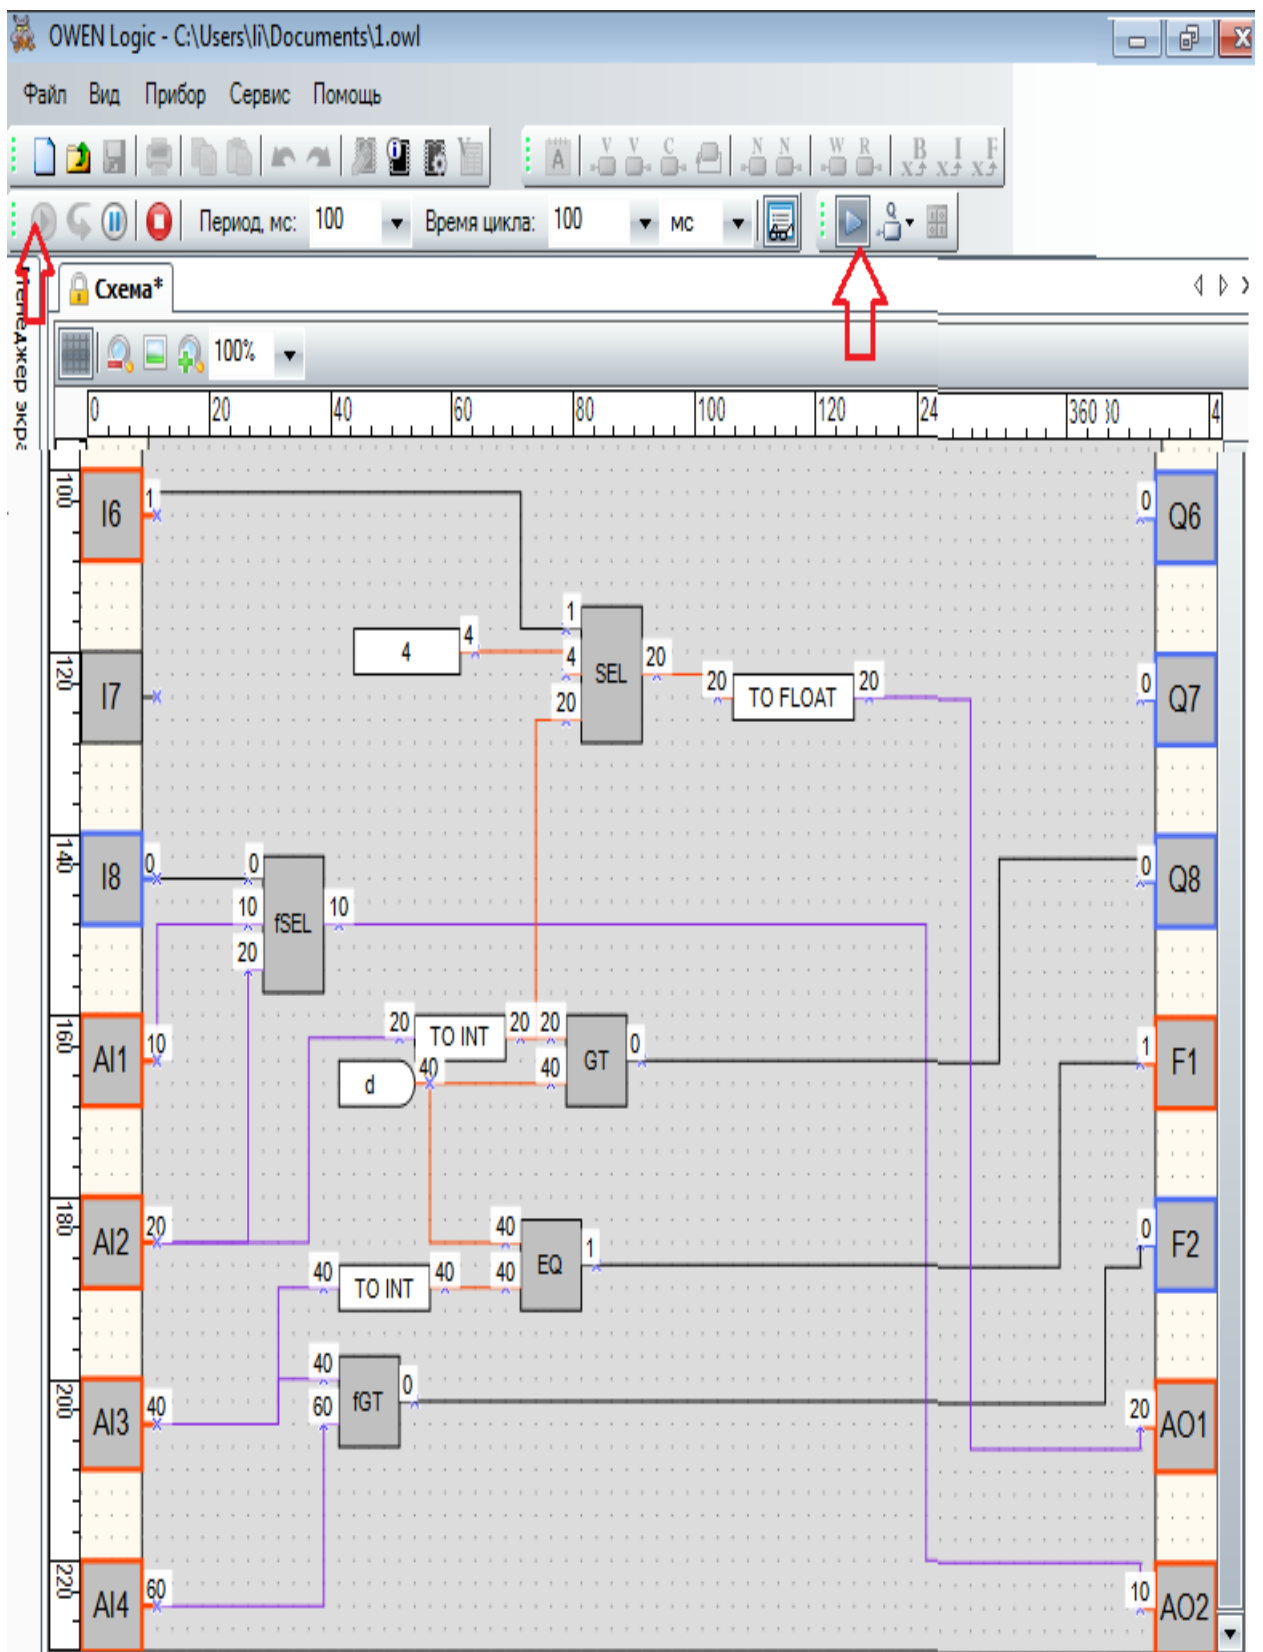 OWEN Logic - C:\Users\li\Documents\1.owl
Файл Вид Прибор Сервис Помощь
A V V C N N W R B I F
Период, мс: 100 Время цикла: 100 мс
Схема*
100%
0 20 40 60 80 100 120 24 360 30 4
100
I6 1 0 Q6
1
4 4 4 SEL 20
120
I7 20 20 TO FLOAT 20 0 Q7
140
I8 0 0 0 Q8
10 fSEL 10
20
160
AI1 10 20 TO INT 20 20 GT 0 1 F1
d 40 40
180
AI2 20 40 EQ 1 0 F2
40 TO INT 40 40
200
AI3 40 40 fGT 0 20 AO1
60
220
AI4 60 10 AO2